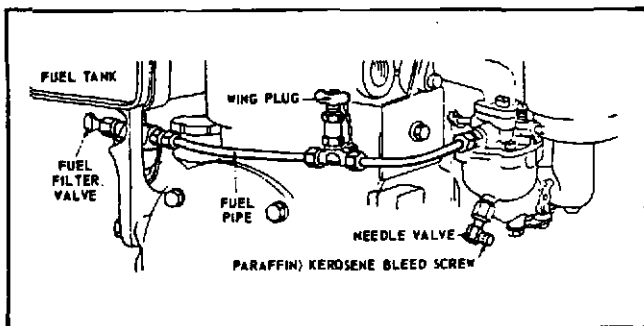 FUEL TANK
WING PLUG
FUEL
FILTER.
VALVE
FUEL
PIPE
NEEDLE VALVE
PARAFFIN) KEROSENE BLEED SCREW